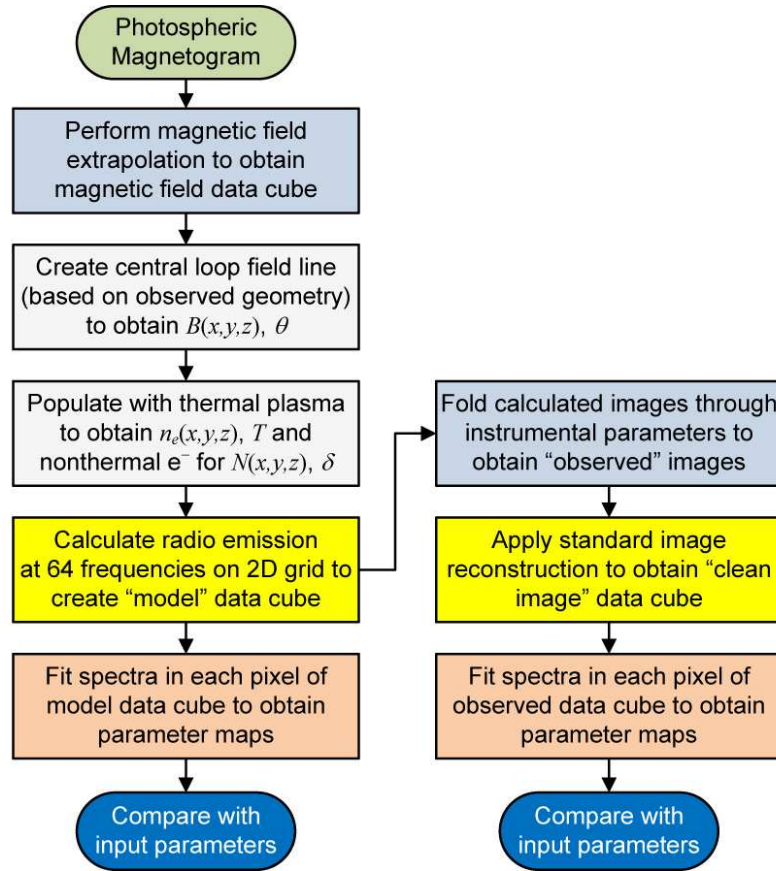 Photospheric
Magnetogram
Perform magnetic field
extrapolation to obtain
magnetic field data cube
Create central loop field line
(based on observed geometry)
to obtain B(x,y,z), θ
Populate with thermal plasma
to obtain nₑ(x,y,z), T and
nonthermal e⁻ for N(x,y,z), δ
Calculate radio emission
at 64 frequencies on 2D grid to
create “model” data cube
Fit spectra in each pixel of
model data cube to obtain
parameter maps
Compare with
input parameters
Fold calculated images through
instrumental parameters to
obtain “observed” images
Apply standard image
reconstruction to obtain “clean
image” data cube
Fit spectra in each pixel of
observed data cube to obtain
parameter maps
Compare with
input parameters